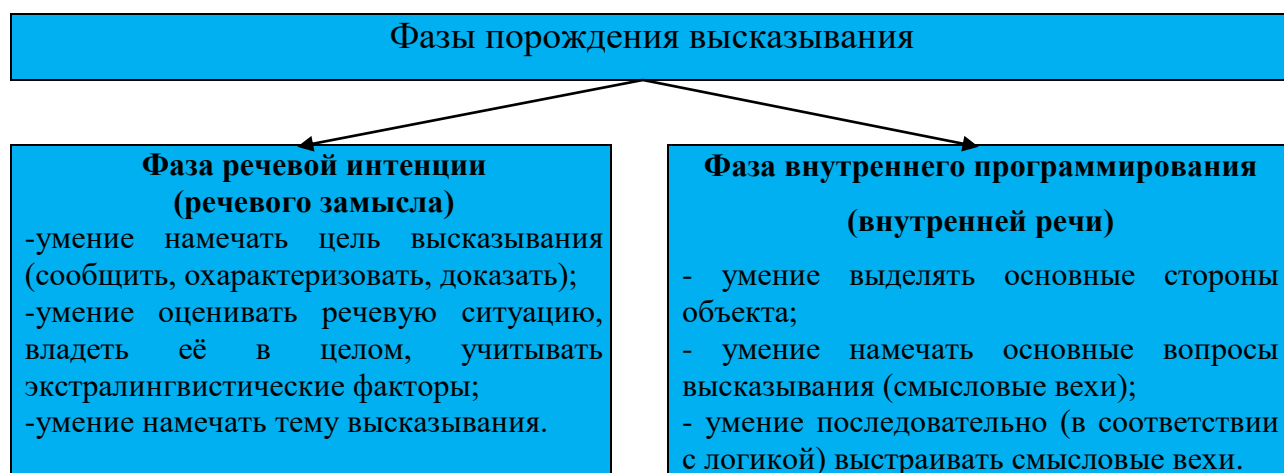 Фазы порождения высказывания
Фаза речевой интенции
(речевого замысла)
-умение намечать цель высказывания
(сообщить, охарактеризовать, доказать);
-умение оценивать речевую ситуацию,
владеть её в целом, учитывать
экстралингвистические факторы;
-умение намечать тему высказывания.
Фаза внутреннего программирования
(внутренней речи)
- умение выделять основные стороны
объекта;
- умение намечать основные вопросы
высказывания (смысловые вехи);
- умение последовательно (в соответствии
с логикой) выстраивать смысловые вехи.